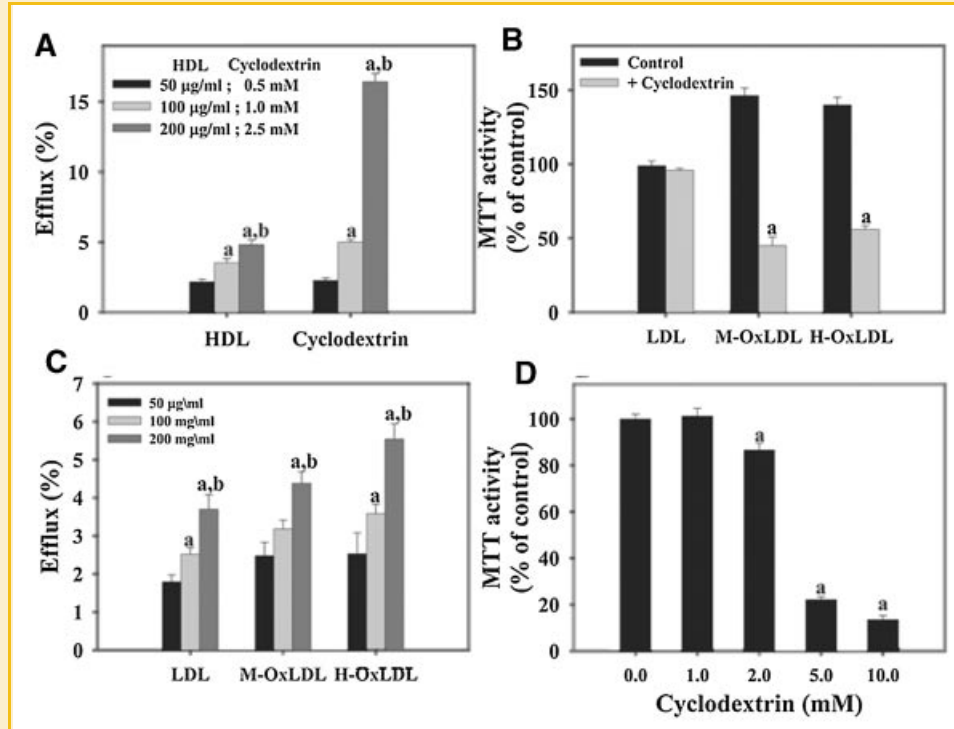 A
HDL Cyclodextrin
50 µg/ml ; 0.5 mM
100 µg/ml ; 1.0 mM
200 µg/ml ; 2.5 mM
Efflux (%)
15
10
5
0
a
a,b
a
a,b
HDL Cyclodextrin
B
Control
+ Cyclodextrin
MTT activity
(% of control)
150
100
50
0
a
a
LDL M-OxLDL H-OxLDL
C
50 µg\ml
100 mg\ml
200 mg\ml
Efflux (%)
7
6
5
4
3
2
1
0
a
a,b
a,b
a
a,b
LDL M-OxLDL H-OxLDL
D
MTT activity
(% of control)
100
80
60
40
20
0
a
a
a
0.0 1.0 2.0 5.0 10.0
Cyclodextrin (mM)